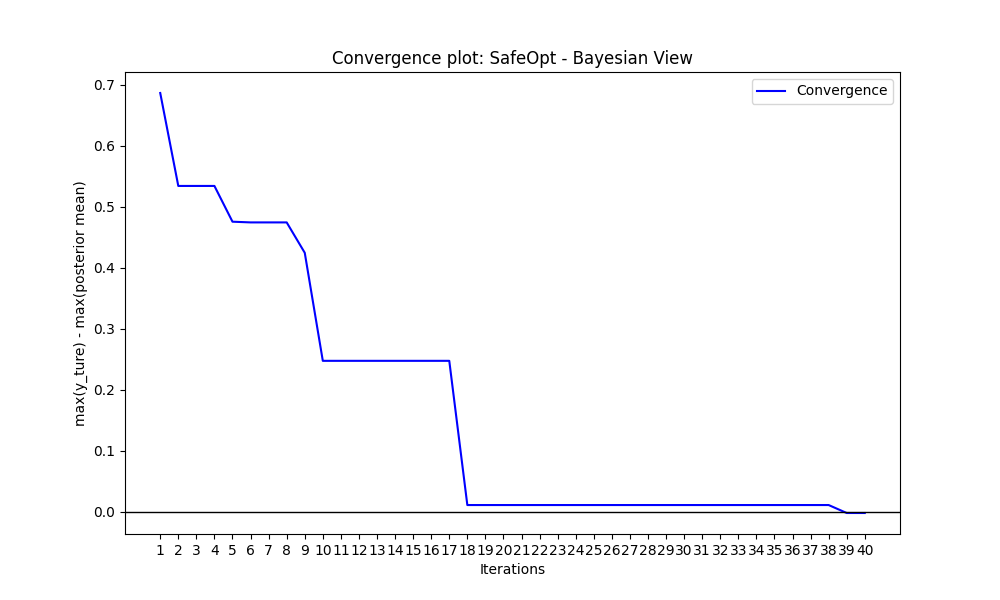 Convergence plot: SafeOpt - Bayesian View
Convergence
max(y_ture) - max(posterior mean)
0.7
0.6
0.5
0.4
0.3
0.2
0.1
0.0
1 2 3 4 5 6 7 8 9 10 11 12 13 14 15 16 17 18 19 20 21 22 23 24 25 26 27 28 29 30 31 32 33 34 35 36 37 38 39 40
Iterations